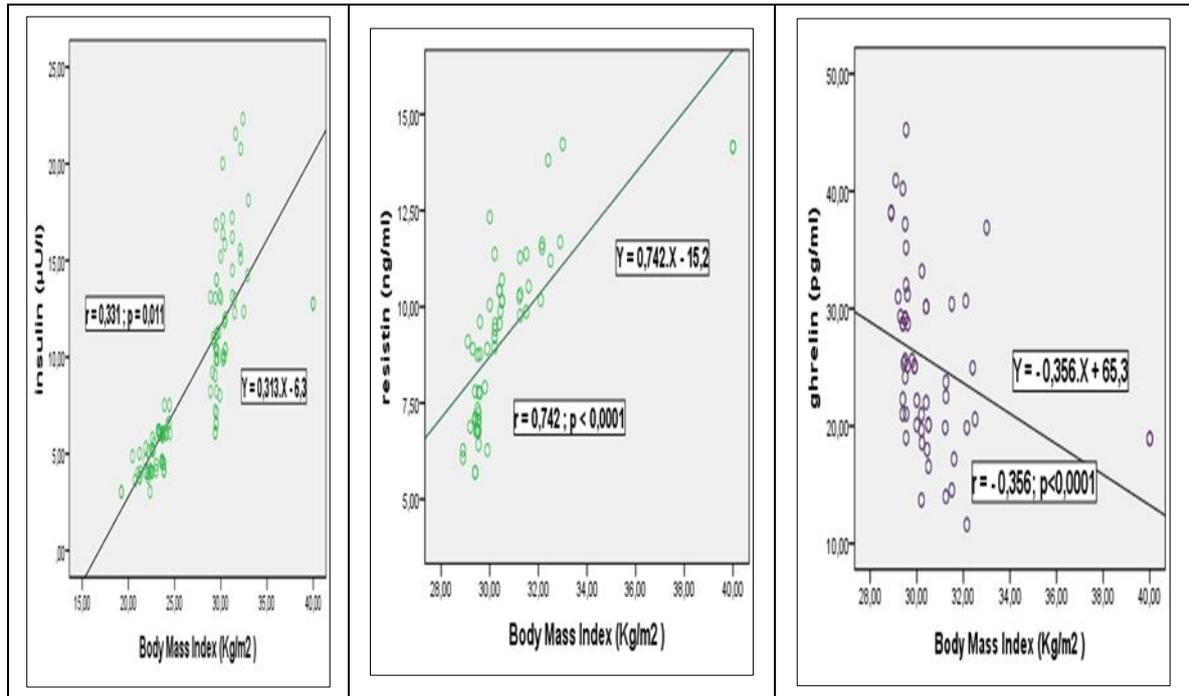 insulin (µU/l)
25,00
20,00
15,00
10,00
5,00
,00
r = 0,331 ; p = 0,011
Y = 0,313.X - 6,3
15,00 20,00 25,00 30,00 35,00 40,00
Body Mass Index (Kg/m2 )
resistin (ng/ml)
15,00
12,50
10,00
7,50
5,00
Y = 0,742.X - 15,2
r = 0,742 ; p < 0,0001
28,00 30,00 32,00 34,00 36,00 38,00 40,00
Body Mass Index (Kg/m2 )
ghrelin (pg/ml)
50,00
40,00
30,00
20,00
10,00
Y = - 0,356.X + 65,3
r = - 0,356; p<0,0001
28,00 30,00 32,00 34,00 36,00 38,00 40,00
Body Mass Index (Kg/m2 )